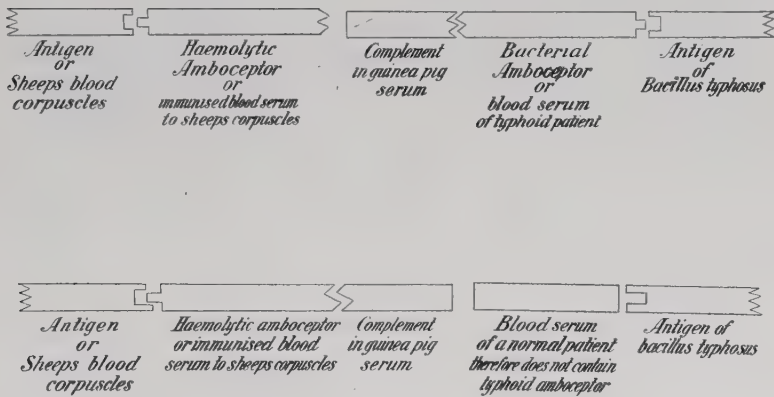 Antigen
or
Sheeps blood
corpuscles
Haemolytic
Amboceptor
or
immunised blood serum
to sheeps corpuscles
Complement
in guinea pig
serum
Bacterial
Amboceptor
or
blood serum
of typhoid patient
Antigen
of
Bacillus typhosus
Antigen
or
Sheeps blood
corpuscles
Haemolytic amboceptor
or immunised blood
serum to sheeps corpuscles
Complement
in guinea pig
serum
Blood serum
of a normal patient
therefore does not contain
typhoid amboceptor
Antigen of
bacillus typhosus